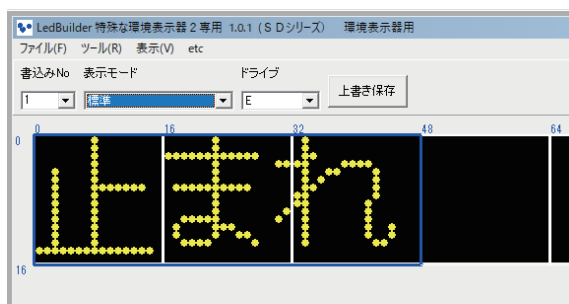 LedBuilder 特殊な環境表示器２専用 1.0.1 (ＳＤシリーズ)　環境表示器用
ファイル(F) ツール(R) 表示(V) etc
書込みNo 表示モード ドライブ
1 標準 E 上書き保存
0 16 32 48 64
0
止まれ
16